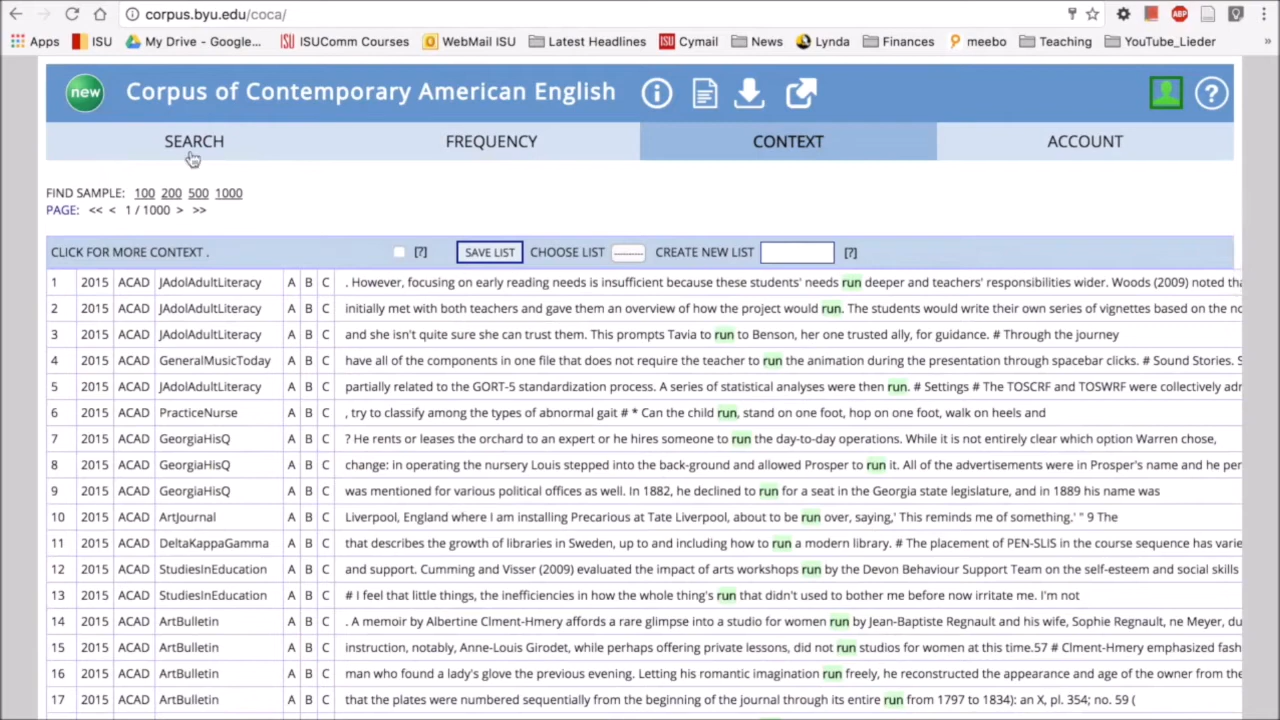 corpus.byu.edu/coca/
Apps ISU My Drive - Google... ISU ISUComm Courses WebMail ISU Latest Headlines ISU Cymail News Lynda Finances meebo Teaching YouTube_Lieder »
new Corpus of Contemporary American English
SEARCH FREQUENCY CONTEXT ACCOUNT
FIND SAMPLE: 100 200 500 1000
PAGE: << < 1 / 1000 > >>
CLICK FOR MORE CONTEXT . [?] SAVE LIST CHOOSE LIST --------- CREATE NEW LIST [?]
1 2015 ACAD JAdolAdultLiteracy A B C . However, focusing on early reading needs is insufficient because these students' needs run deeper and teachers' responsibilities wider. Woods (2009) noted tha
2 2015 ACAD JAdolAdultLiteracy A B C initially met with both teachers and gave them an overview of how the project would run. The students would write their own series of vignettes based on the no
3 2015 ACAD JAdolAdultLiteracy A B C and she isn't quite sure she can trust them. This prompts Tavia to run to Benson, her one trusted ally, for guidance. # Through the journey
4 2015 ACAD GeneralMusicToday A B C have all of the components in one file that does not require the teacher to run the animation during the presentation through spacebar clicks. # Sound Stories. S
5 2015 ACAD JAdolAdultLiteracy A B C partially related to the GORT-5 standardization process. A series of statistical analyses were then run. # Settings # The TOSCRF and TOSWRF were collectively adr
6 2015 ACAD PracticeNurse A B C , try to classify among the types of abnormal gait # * Can the child run, stand on one foot, hop on one foot, walk on heels and
7 2015 ACAD GeorgiaHisQ A B C ? He rents or leases the orchard to an expert or he hires someone to run the day-to-day operations. While it is not entirely clear which option Warren chose,
8 2015 ACAD GeorgiaHisQ A B C change: in operating the nursery Louis stepped into the back-ground and allowed Prosper to run it. All of the advertisements were in Prosper's name and he per
9 2015 ACAD GeorgiaHisQ A B C was mentioned for various political offices as well. In 1882, he declined to run for a seat in the Georgia state legislature, and in 1889 his name was
10 2015 ACAD ArtJournal A B C Liverpool, England where I am installing Precarious at Tate Liverpool, about to be run over, saying,' This reminds me of something.' " 9 The
11 2015 ACAD DeltaKappaGamma A B C that describes the growth of libraries in Sweden, up to and including how to run a modern library. # The placement of PEN-SLIS in the course sequence has varie
12 2015 ACAD StudiesInEducation A B C and support. Cumming and Visser (2009) evaluated the impact of arts workshops run by the Devon Behaviour Support Team on the self-esteem and social skills
13 2015 ACAD StudiesInEducation A B C # I feel that little things, the inefficiencies in how the whole thing's run that didn't used to bother me before now irritate me. I'm not
14 2015 ACAD ArtBulletin A B C . A memoir by Albertine Clment-Hmery affords a rare glimpse into a studio for women run by Jean-Baptiste Regnault and his wife, Sophie Regnault, ne Meyer, du
15 2015 ACAD ArtBulletin A B C instruction, notably, Anne-Louis Girodet, while perhaps offering private lessons, did not run studios for women at this time.57 # Clment-Hmery emphasized fash
16 2015 ACAD ArtBulletin A B C man who found a lady's glove the previous evening. Letting his romantic imagination run freely, he reconstructed the appearance and age of the owner from the
17 2015 ACAD ArtBulletin A B C that the plates were numbered sequentially from the beginning of the journal through its entire run from 1797 to 1834): an X, pl. 354; no. 59 (